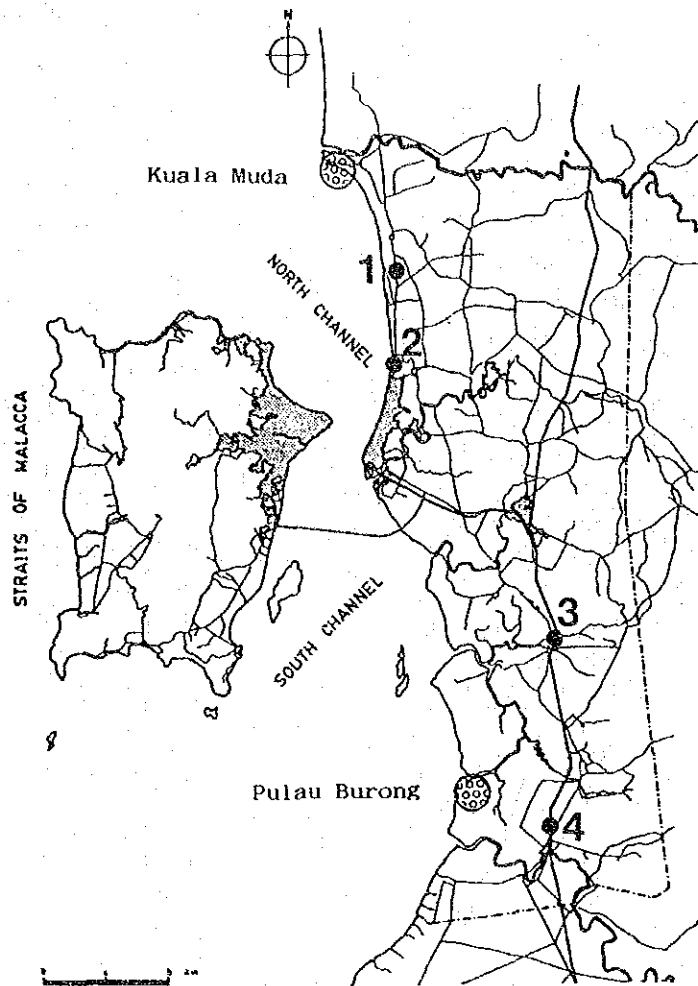 N
Kuala Muda
1
NORTH CHANNEL
2
STRAITS OF MALACCA
3
SOUTH CHANNEL
Pulau Burong
4